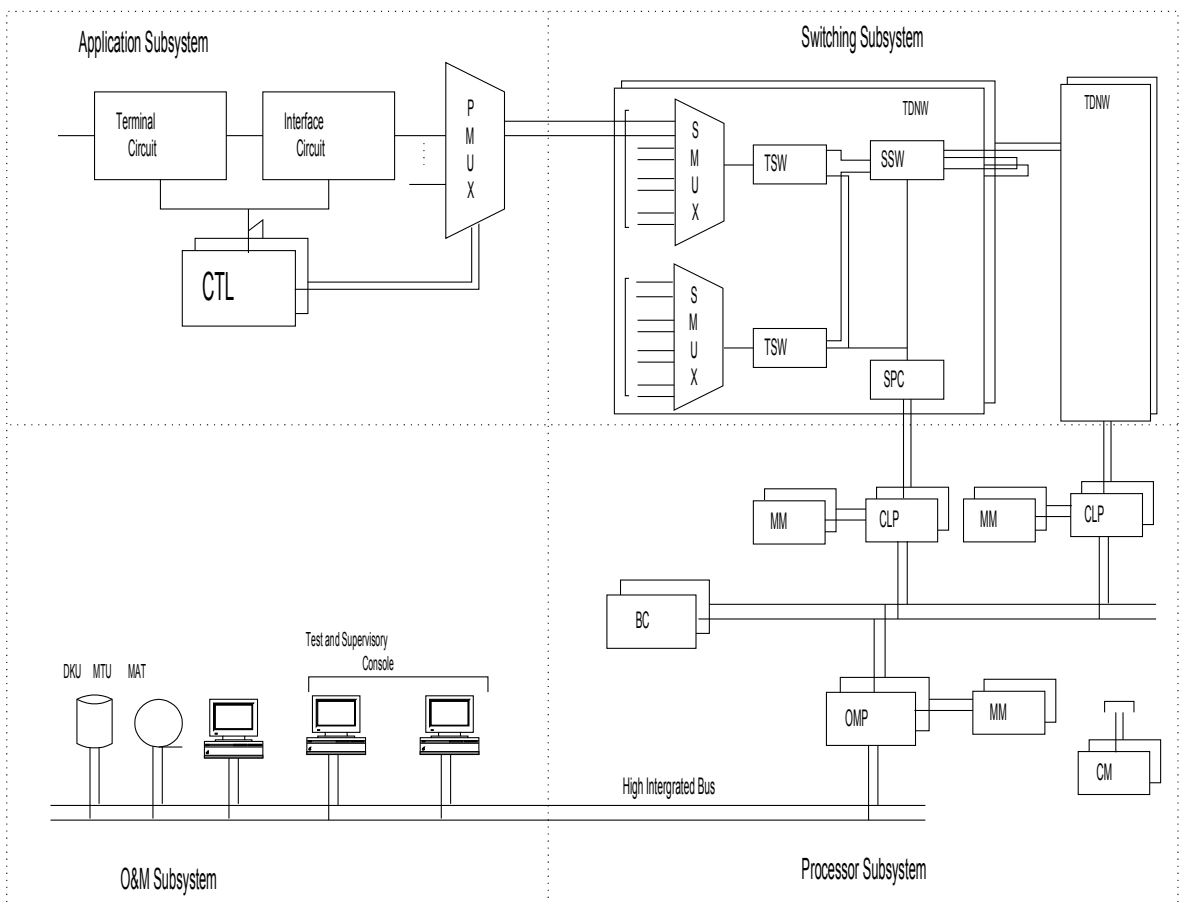 Application Subsystem
Terminal
Circuit
Interface
Circuit
P
M
U
X
CTL
Switching Subsystem
TDNW
S
M
U
X
TSW
SSW
S
M
U
X
TSW
SPC
TDNW
MM
CLP
MM
CLP
BC
OMP
MM
CM
Processor Subsystem
Test and Supervisory
Console
DKU MTU MAT
High Intergrated Bus
O&M Subsystem